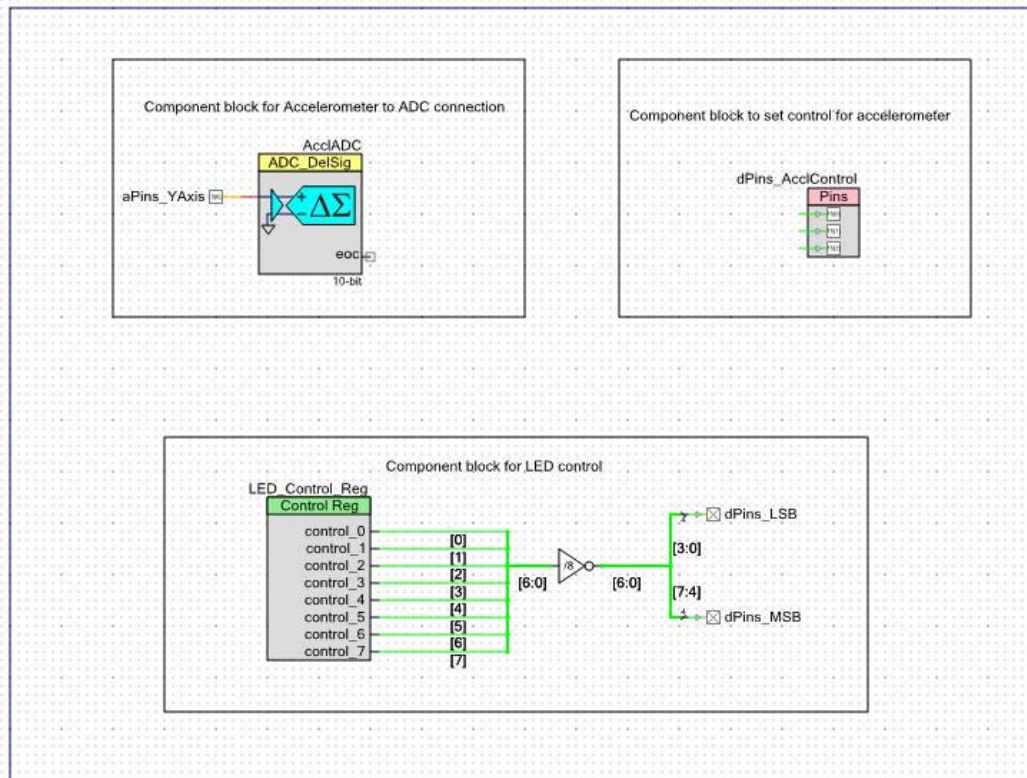 Component block for Accelerometer to ADC connection
AcclADC
ADC_DelSig
aPins_YAxis
ΔΣ
eoc
10-bit
Component block to set control for accelerometer
dPins_AcclControl
Pins
Component block for LED control
LED_Control_Reg
Control Reg
control_0
[0]
control_1
[1]
control_2
[2]
control_3
[3]
control_4
[4]
control_5
[5]
control_6
[6]
control_7
[7]
[6:0]
/8
[6:0]
dPins_LSB
[3:0]
[7:4]
dPins_MSB